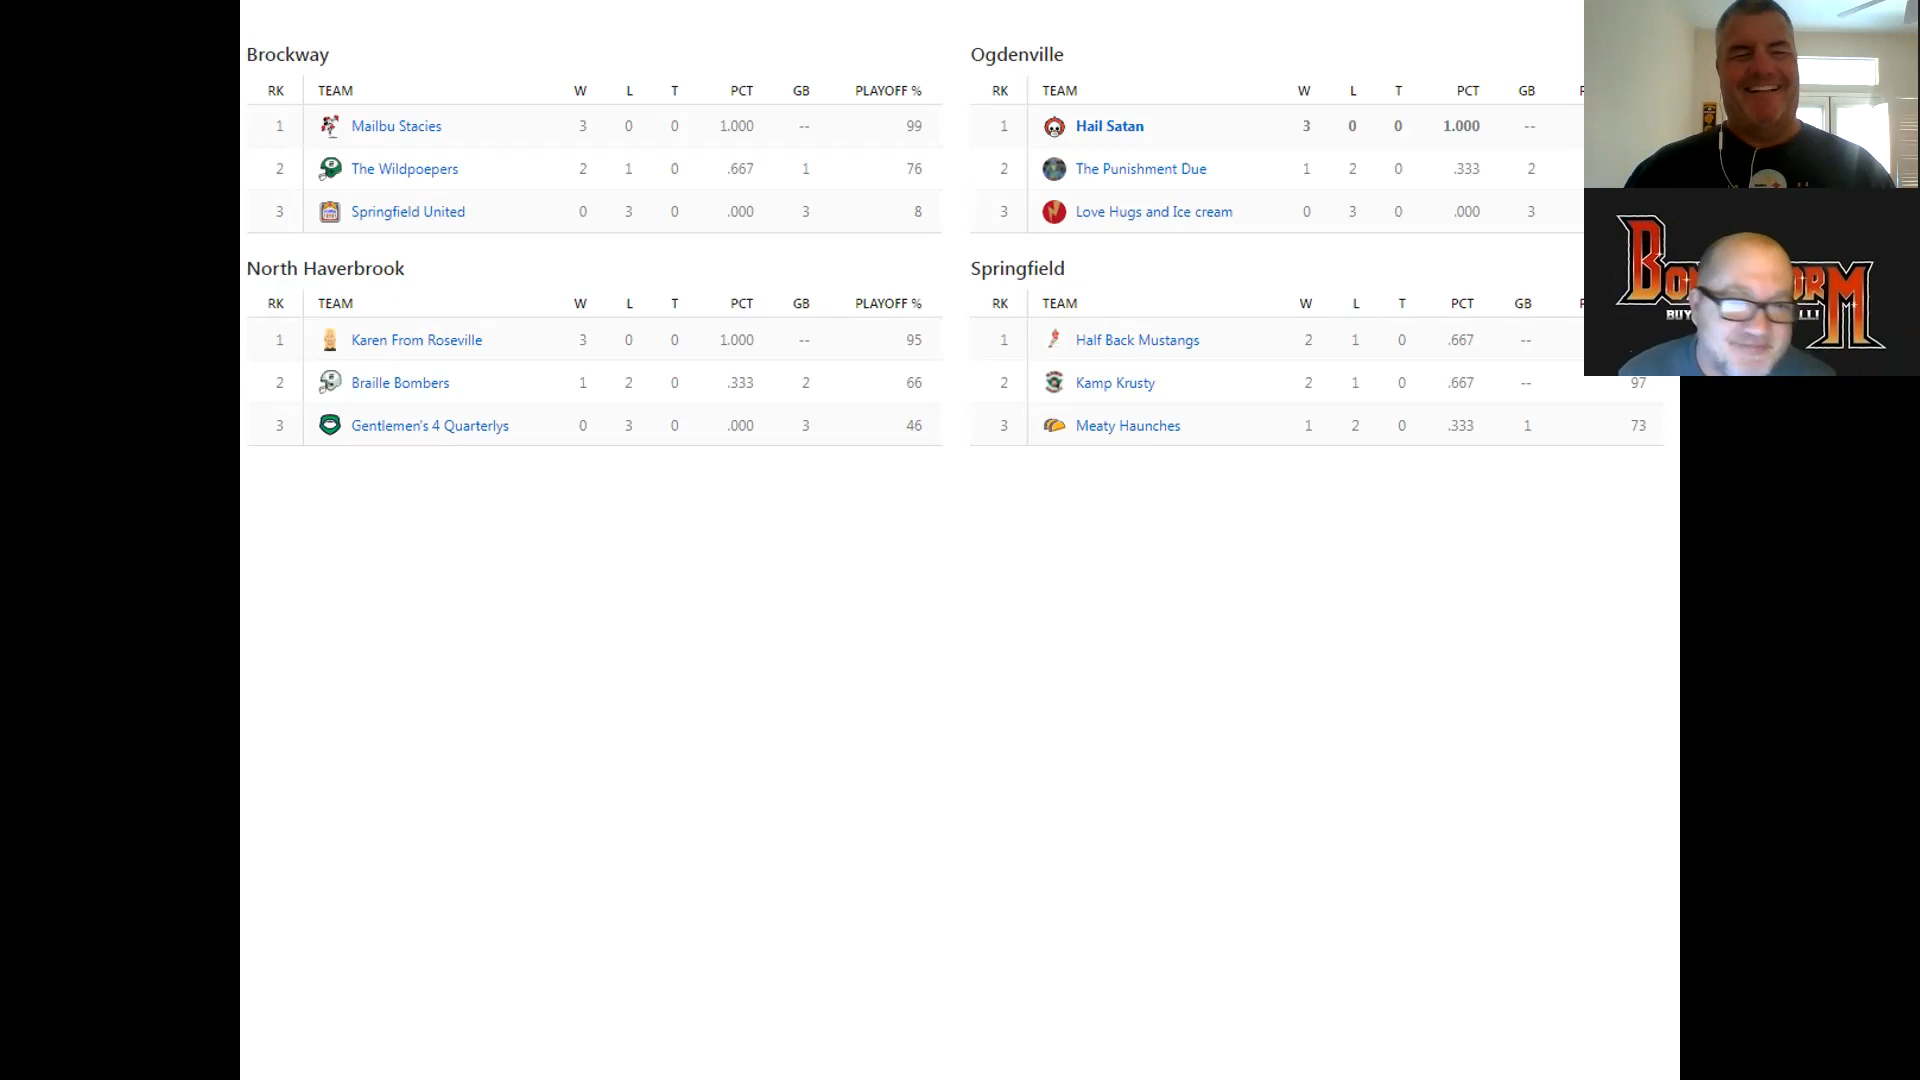 Brockway
RK TEAM W L T PCT GB PLAYOFF %
1 Mailbu Stacies 3 0 0 1.000 -- 99
2 The Wildpoepers 2 1 0 .667 1 76
3 Springfield United 0 3 0 .000 3 8
Ogdenville
RK TEAM W L T PCT GB
1 Hail Satan 3 0 0 1.000 --
2 The Punishment Due 1 2 0 .333 2
3 Love Hugs and Ice cream 0 3 0 .000 3
North Haverbrook
RK TEAM W L T PCT GB PLAYOFF %
1 Karen From Roseville 3 0 0 1.000 -- 95
2 Braille Bombers 1 2 0 .333 2 66
3 Gentlemen's 4 Quarterlys 0 3 0 .000 3 46
Springfield
RK TEAM W L T PCT GB
1 Half Back Mustangs 2 1 0 .667 --
2 Kamp Krusty 2 1 0 .667 -- 97
3 Meaty Haunches 1 2 0 .333 1 73
BUY